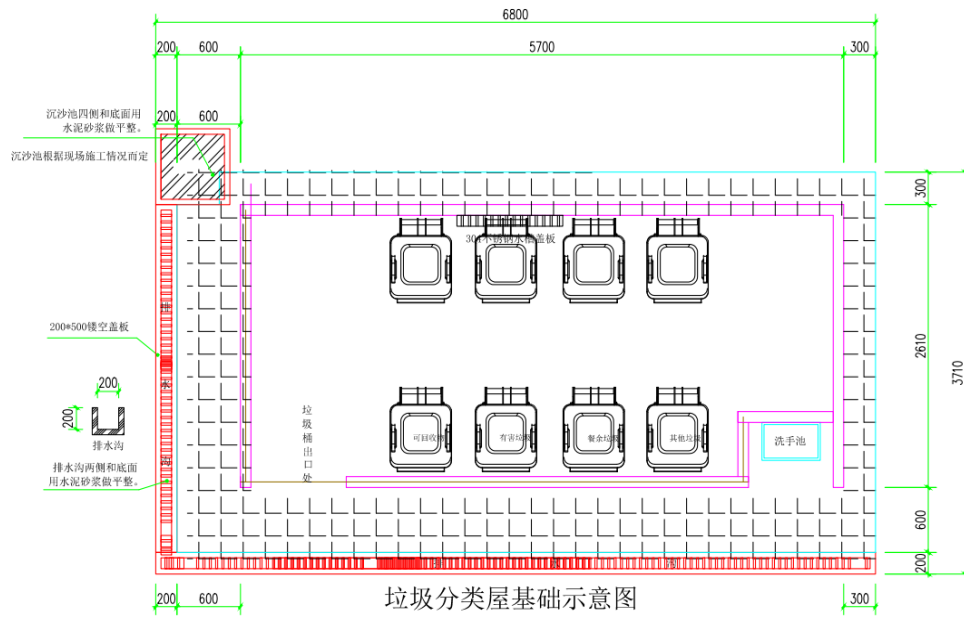 6800
200
600
5700
300
200
600
沉沙池四侧和底面用
水泥砂浆做平整。
沉沙池根据现场施工情况而定
300
304不锈钢水槽盖板
排
水
沟
200*500镂空盖板
200
200
排水沟
2610
3710
垃
圾
桶
出
口
处
可回收物
有害垃圾
餐余垃圾
其他垃圾
洗手池
排水沟两侧和底面
用水泥砂浆做平整。
600
200
排
水
沟
200
600
300
垃圾分类屋基础示意图